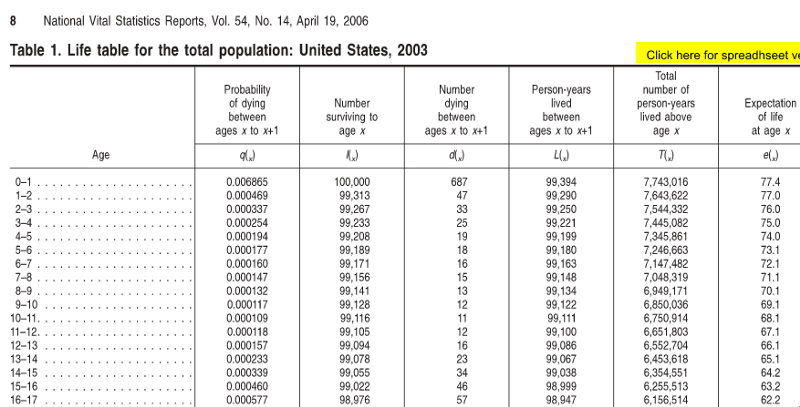 8 National Vital Statistics Reports, Vol. 54, No. 14, April 19, 2006
Table 1. Life table for the total population: United States, 2003
Click here for spreadhseet ve
Age
Probability of dying between ages x to x+1 q(x)
Number surviving to age x l(x)
Number dying between ages x to x+1 d(x)
Person-years lived between ages x to x+1 L(x)
Total number of person-years lived above age x T(x)
Expectation of life at age x e(x)
0–1 0.006865 100,000 687 99,394 7,743,016 77.4
1–2 0.000469 99,313 47 99,290 7,643,622 77.0
2–3 0.000337 99,267 33 99,250 7,544,332 76.0
3–4 0.000254 99,233 25 99,221 7,445,082 75.0
4–5 0.000194 99,208 19 99,199 7,345,861 74.0
5–6 0.000177 99,189 18 99,180 7,246,663 73.1
6–7 0.000160 99,171 16 99,163 7,147,482 72.1
7–8 0.000147 99,156 15 99,148 7,048,319 71.1
8–9 0.000132 99,141 13 99,134 6,949,171 70.1
9–10 0.000117 99,128 12 99,122 6,850,036 69.1
10–11 0.000109 99,116 11 99,111 6,750,914 68.1
11–12 0.000118 99,105 12 99,100 6,651,803 67.1
12–13 0.000157 99,094 16 99,086 6,552,704 66.1
13–14 0.000233 99,078 23 99,067 6,453,618 65.1
14–15 0.000339 99,055 34 99,038 6,354,551 64.2
15–16 0.000460 99,022 46 98,999 6,255,513 63.2
16–17 0.000577 98,976 57 98,947 6,156,514 62.2